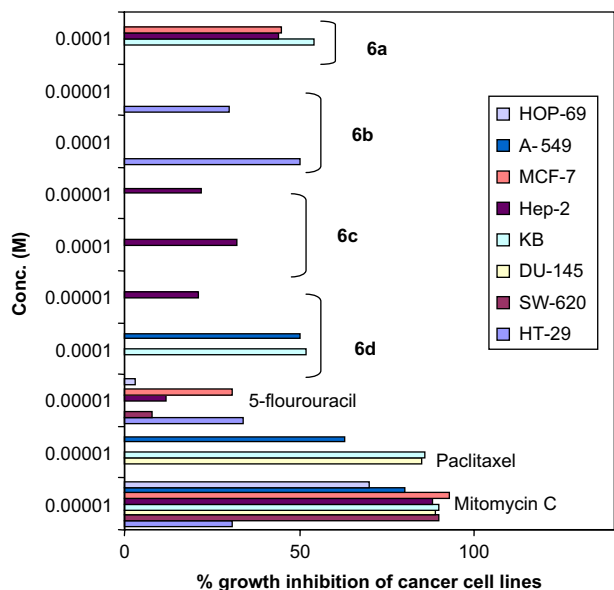 0.0001
6a
0.00001
6b
0.0001
0.00001
6c
0.0001
0.00001
6d
0.0001
0.00001
5-flourouracil
0.00001
Paclitaxel
0.00001
Mitomycin C
Conc. (M)
HOP-69
A-549
MCF-7
Hep-2
KB
DU-145
SW-620
HT-29
0 50 100
% growth inhibition of cancer cell lines